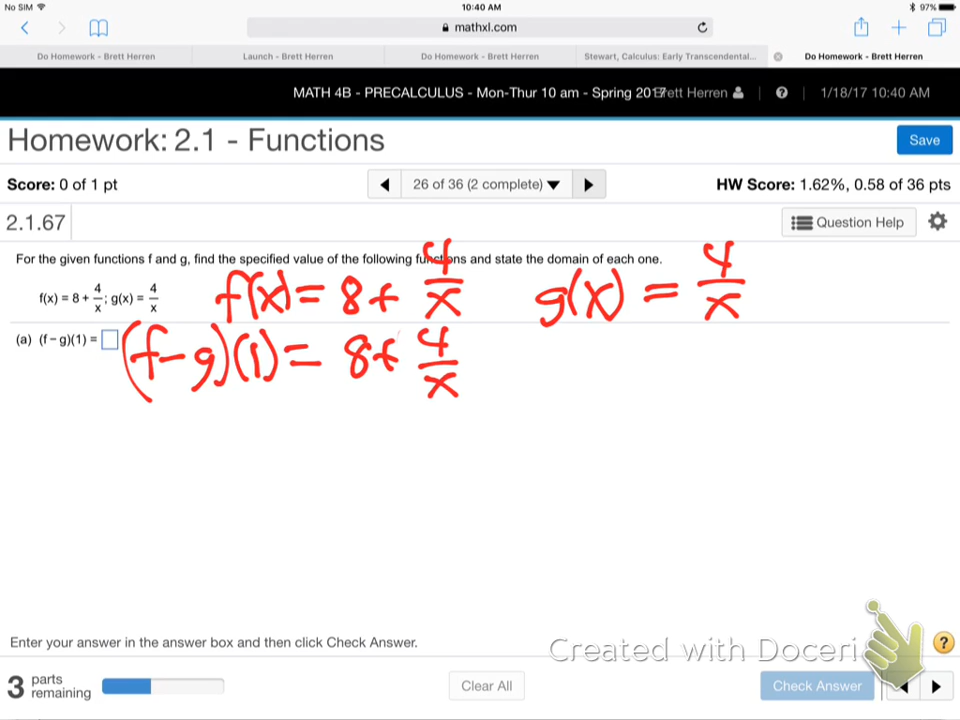 No SIM 10:40 AM 97%
mathxl.com
Do Homework - Brett Herren Launch - Brett Herren Do Homework - Brett Herren Stewart, Calculus: Early Transcendental... Do Homework - Brett Herren
MATH 4B - PRECALCULUS - Mon-Thur 10 am - Spring 2017 Brett Herren ? 1/18/17 10:40 AM
Homework: 2.1 - Functions Save
Score: 0 of 1 pt 26 of 36 (2 complete) HW Score: 1.62%, 0.58 of 36 pts
2.1.67 Question Help
For the given functions f and g, find the specified value of the following functions and state the domain of each one.
f(x) = 8 + 4/x; g(x) = 4/x
f(x) = 8 + 4/x g(x) = 4/x
(a) (f − g)(1) =
(f-g)(1) = 8 + 4/x
Enter your answer in the answer box and then click Check Answer.
Created with Doceri ?
3 parts remaining Clear All Check Answer